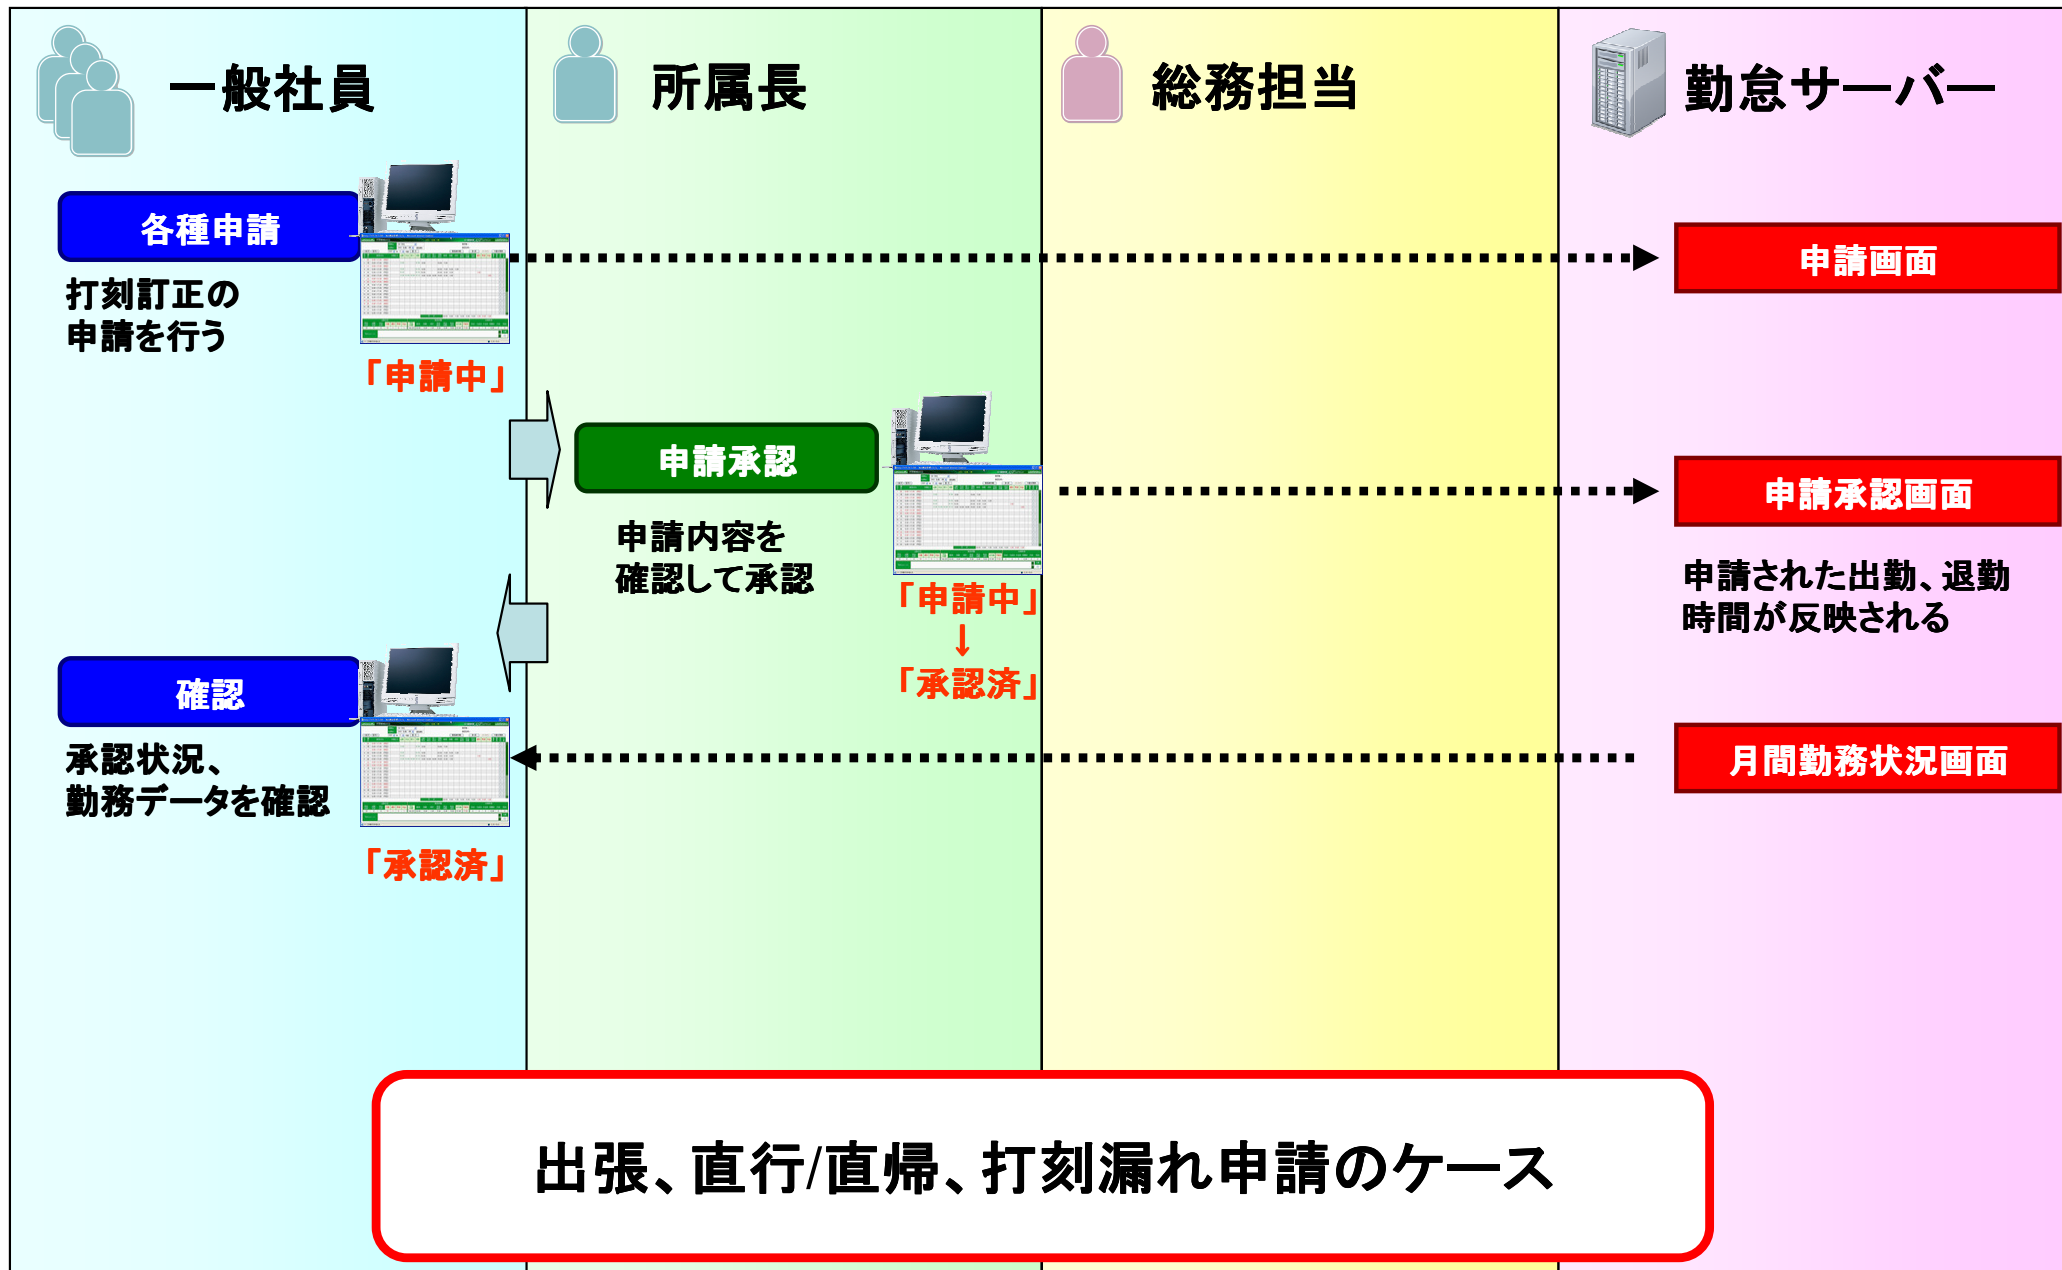 一般社員
所属長
総務担当
勤怠サーバー
各種申請
申請画面
打刻訂正の
申請を行う
「申請中」
申請承認
申請承認画面
申請内容を
確認して承認
申請された出勤、退勤
時間が反映される
「申請中」
↓
「承認済」
確認
月間勤務状況画面
承認状況、
勤務データを確認
「承認済」
出張、直行/直帰、打刻漏れ申請のケース